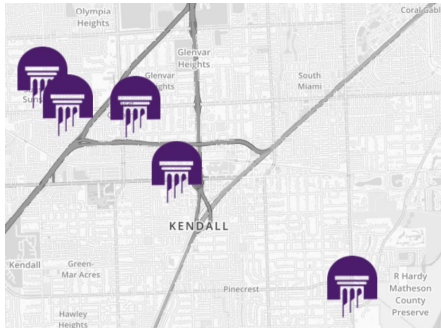 Olympia
Heights
Coral Gabl
Glenvar
Heights
Glenvar
Heights
South
Miami
Suns
KENDALL
Kendall
Green-
Mar Acres
R Hardy
Matheson
County
Preserve
Pinecrest
Hawley
Heights